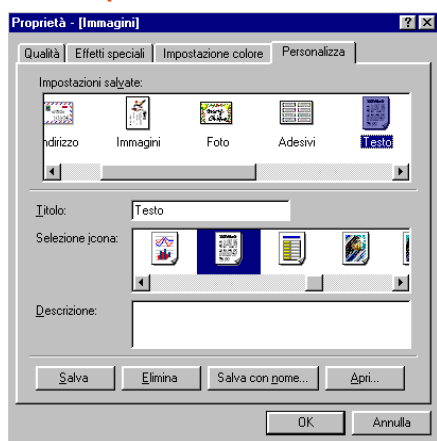 Proprietà - [Immagini]
Qualità Effetti speciali Impostazione colore Personalizza
Impostazioni salvate:
ndirizzo Immagini Foto Adesivi Testo
Titolo: Testo
Selezione icona:
Descrizione:
Salva Elimina Salva con nome... Apri...
OK Annulla